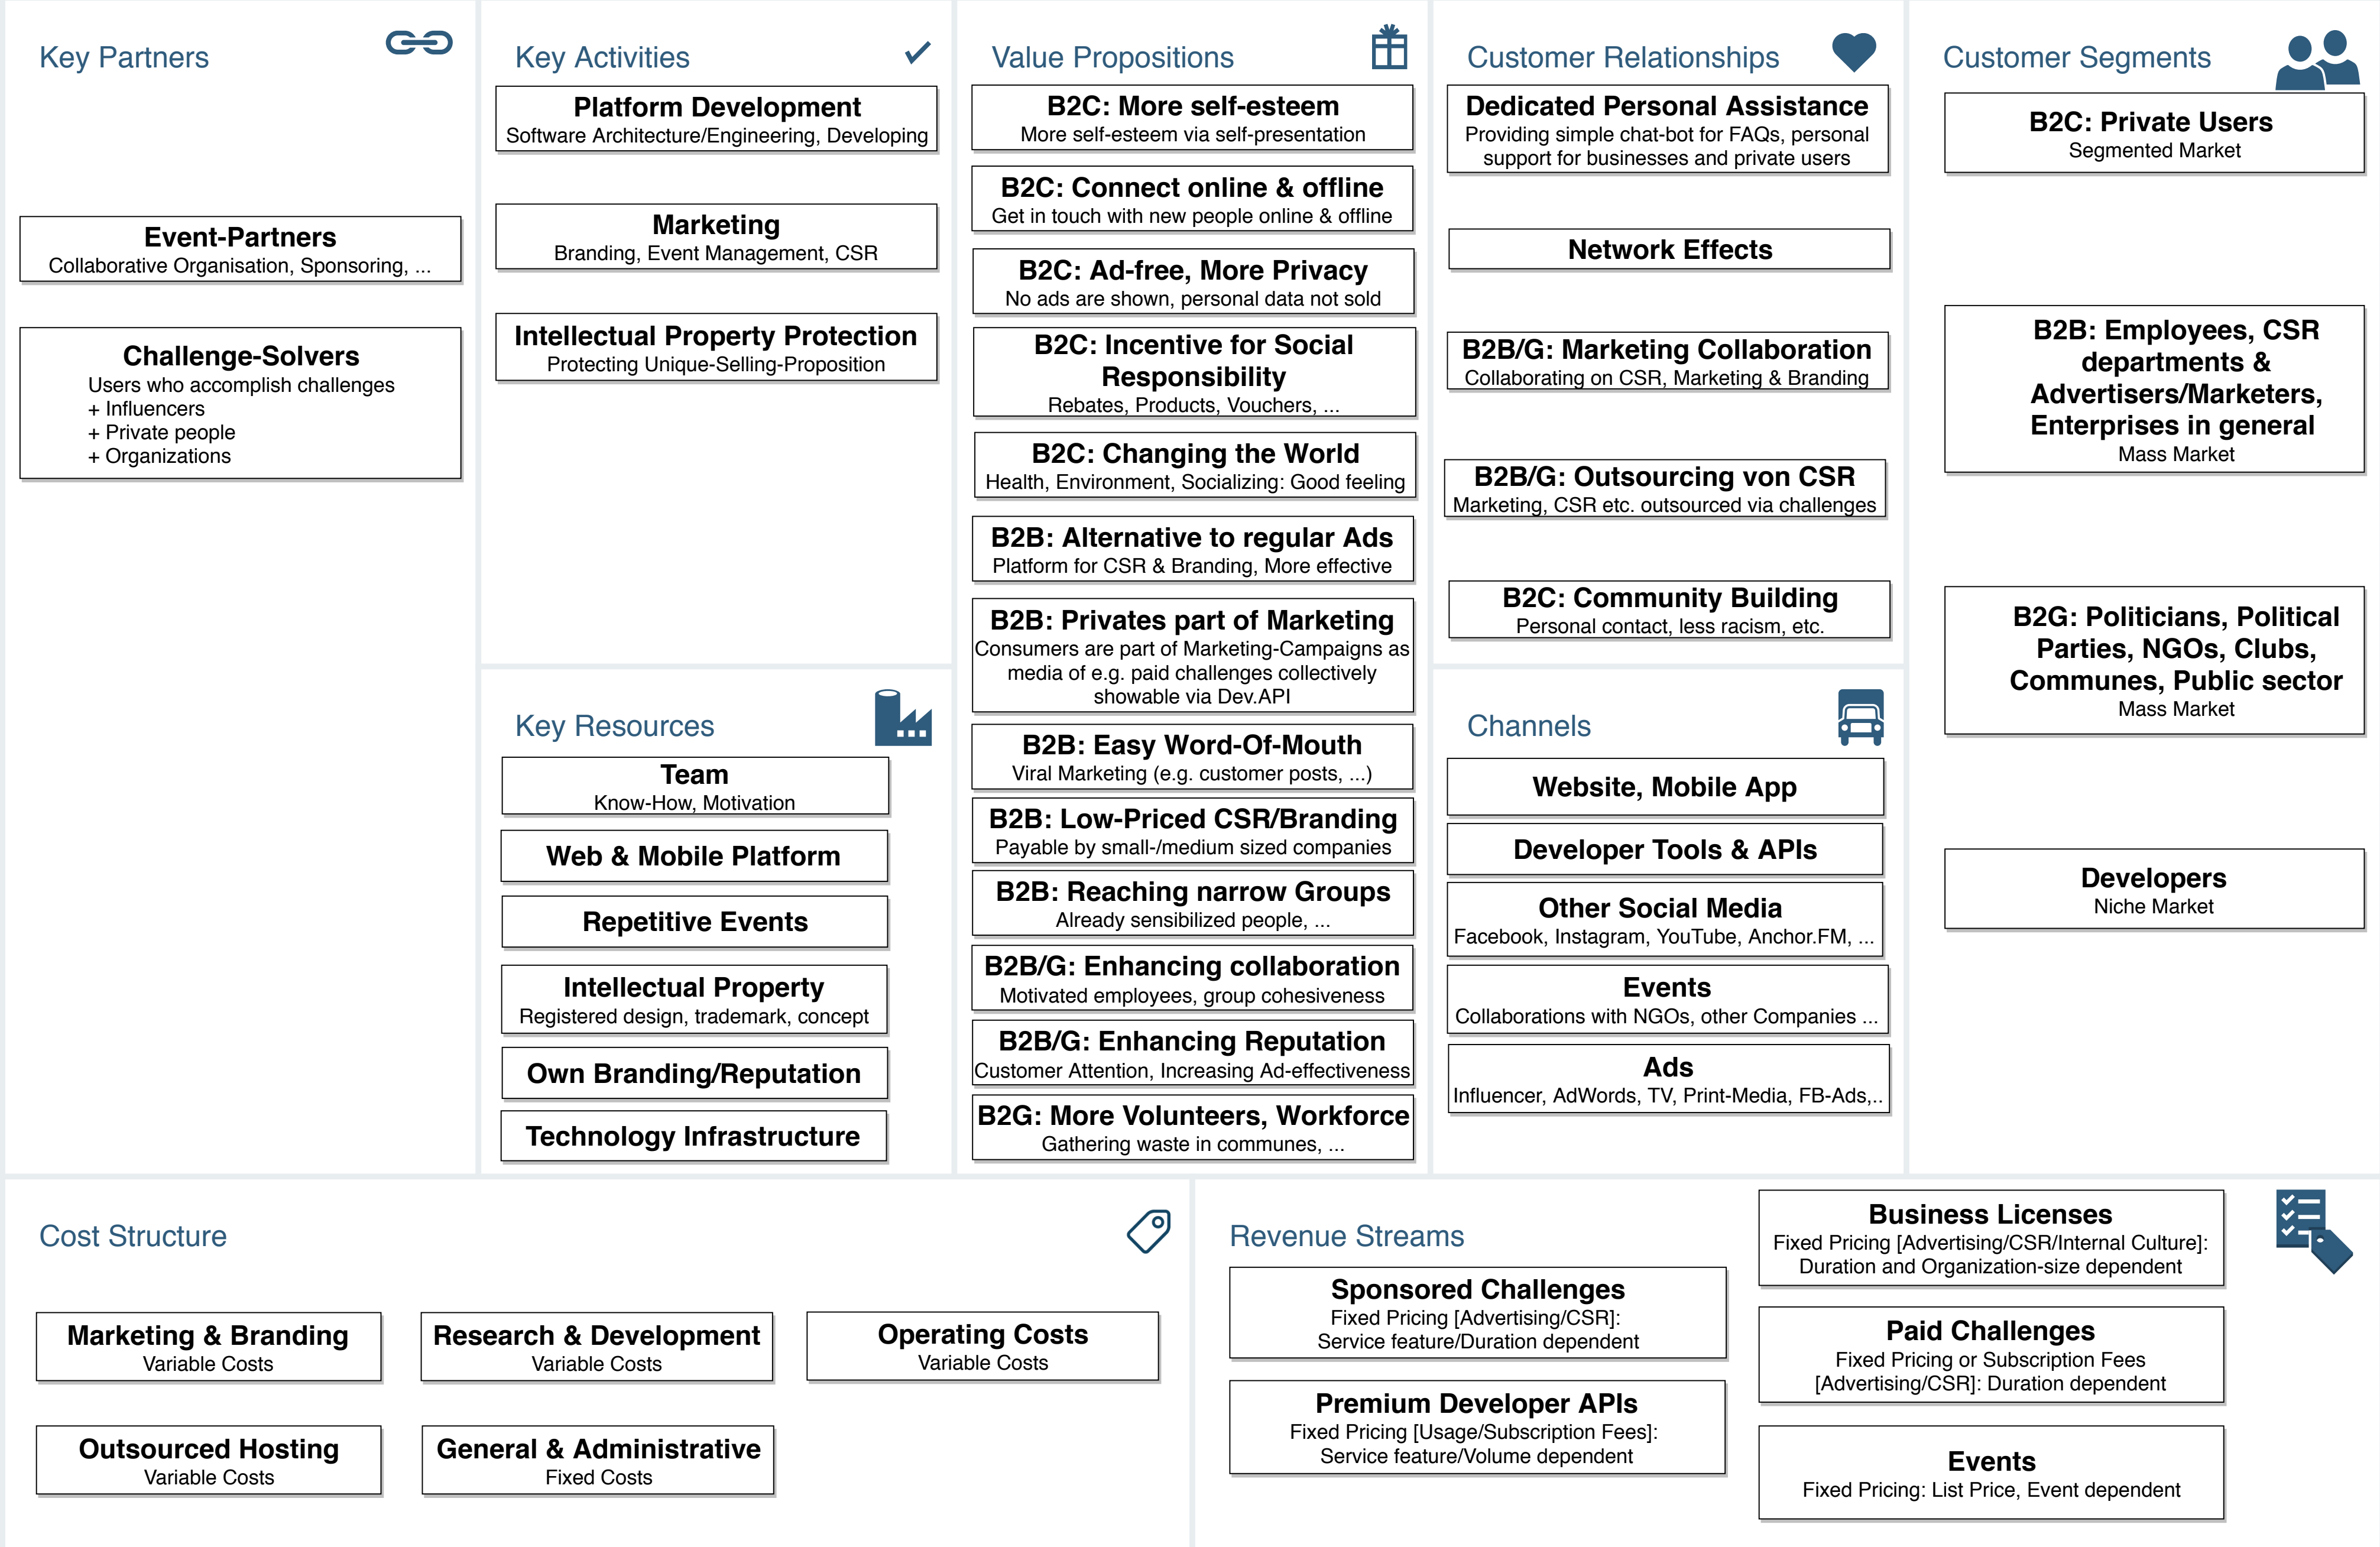 Key Partners
Event-Partners
Collaborative Organisation, Sponsoring, ...
Challenge-Solvers
Users who accomplish challenges
+ Influencers
+ Private people
+ Organizations
Key Activities
Platform Development
Software Architecture/Engineering, Developing
Marketing
Branding, Event Management, CSR
Intellectual Property Protection
Protecting Unique-Selling-Proposition
Key Resources
Team
Know-How, Motivation
Web & Mobile Platform
Repetitive Events
Intellectual Property
Registered design, trademark, concept
Own Branding/Reputation
Technology Infrastructure
Value Propositions
B2C: More self-esteem
More self-esteem via self-presentation
B2C: Connect online & offline
Get in touch with new people online & offline
B2C: Ad-free, More Privacy
No ads are shown, personal data not sold
B2C: Incentive for Social
Responsibility
Rebates, Products, Vouchers, ...
B2C: Changing the World
Health, Environment, Socializing: Good feeling
B2B: Alternative to regular Ads
Platform for CSR & Branding, More effective
B2B: Privates part of Marketing
Consumers are part of Marketing-Campaigns as
media of e.g. paid challenges collectively
showable via Dev.API
B2B: Easy Word-Of-Mouth
Viral Marketing (e.g. customer posts, ...)
B2B: Low-Priced CSR/Branding
Payable by small-/medium sized companies
B2B: Reaching narrow Groups
Already sensibilized people, ...
B2B/G: Enhancing collaboration
Motivated employees, group cohesiveness
B2B/G: Enhancing Reputation
Customer Attention, Increasing Ad-effectiveness
B2G: More Volunteers, Workforce
Gathering waste in communes, ...
Customer Relationships
Dedicated Personal Assistance
Providing simple chat-bot for FAQs, personal
support for businesses and private users
Network Effects
B2B/G: Marketing Collaboration
Collaborating on CSR, Marketing & Branding
B2B/G: Outsourcing von CSR
Marketing, CSR etc. outsourced via challenges
B2C: Community Building
Personal contact, less racism, etc.
Channels
Website, Mobile App
Developer Tools & APIs
Other Social Media
Facebook, Instagram, YouTube, Anchor.FM, ...
Events
Collaborations with NGOs, other Companies ...
Ads
Influencer, AdWords, TV, Print-Media, FB-Ads,..
Customer Segments
B2C: Private Users
Segmented Market
B2B: Employees, CSR
departments &
Advertisers/Marketers,
Enterprises in general
Mass Market
B2G: Politicians, Political
Parties, NGOs, Clubs,
Communes, Public sector
Mass Market
Developers
Niche Market
Cost Structure
Marketing & Branding
Variable Costs
Research & Development
Variable Costs
Operating Costs
Variable Costs
Outsourced Hosting
Variable Costs
General & Administrative
Fixed Costs
Revenue Streams
Sponsored Challenges
Fixed Pricing [Advertising/CSR]:
Service feature/Duration dependent
Premium Developer APIs
Fixed Pricing [Usage/Subscription Fees]:
Service feature/Volume dependent
Business Licenses
Fixed Pricing [Advertising/CSR/Internal Culture]:
Duration and Organization-size dependent
Paid Challenges
Fixed Pricing or Subscription Fees
[Advertising/CSR]: Duration dependent
Events
Fixed Pricing: List Price, Event dependent